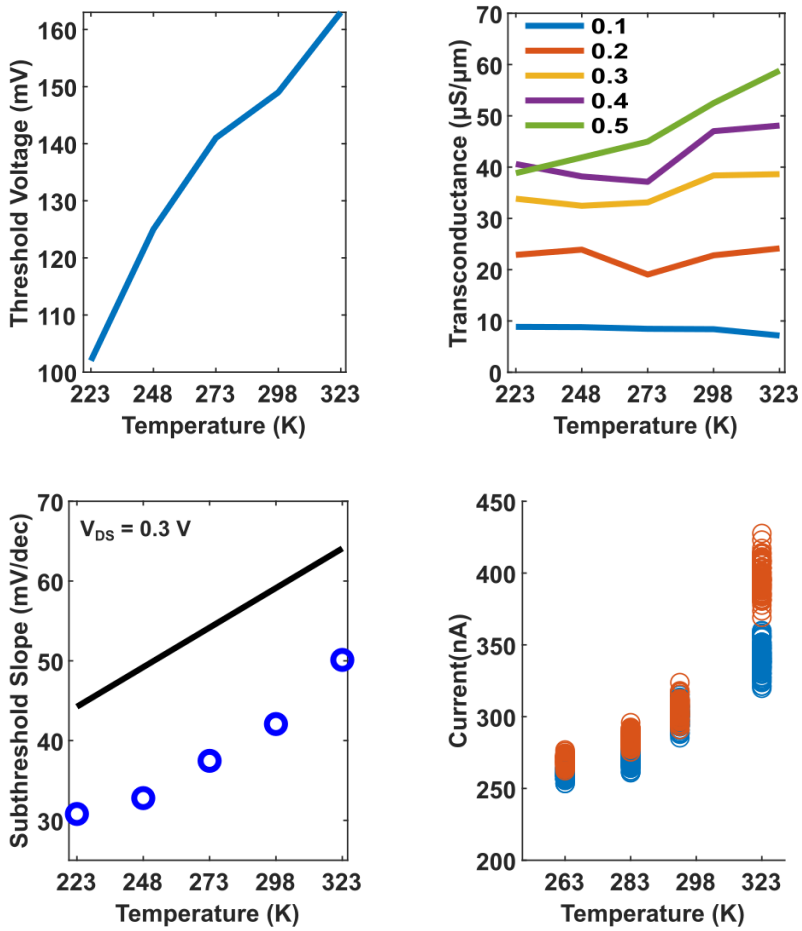 Threshold Voltage (mV)
160
150
140
130
120
110
100
223 248 273 298 323
Temperature (K)
Transconductance (µS/µm)
70
60
50
40
30
20
10
0
0.1
0.2
0.3
0.4
0.5
223 248 273 298 323
Temperature (K)
Subthreshold Slope (mV/dec)
70
60
50
40
30
V_DS = 0.3 V
223 248 273 298 323
Temperature (K)
Current(nA)
450
400
350
300
250
200
263 283 298 323
Temperature (K)